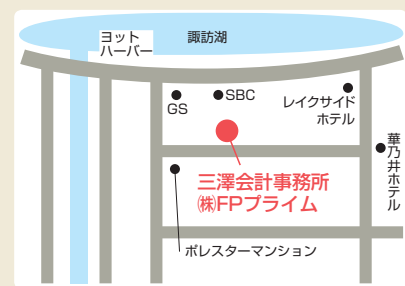 ヨット
ハーバー
諏訪湖
GS
SBC
レイクサイド
ホテル
華乃井ホテル
三澤会計事務所
㈱FPプライム
ポレスターマンション